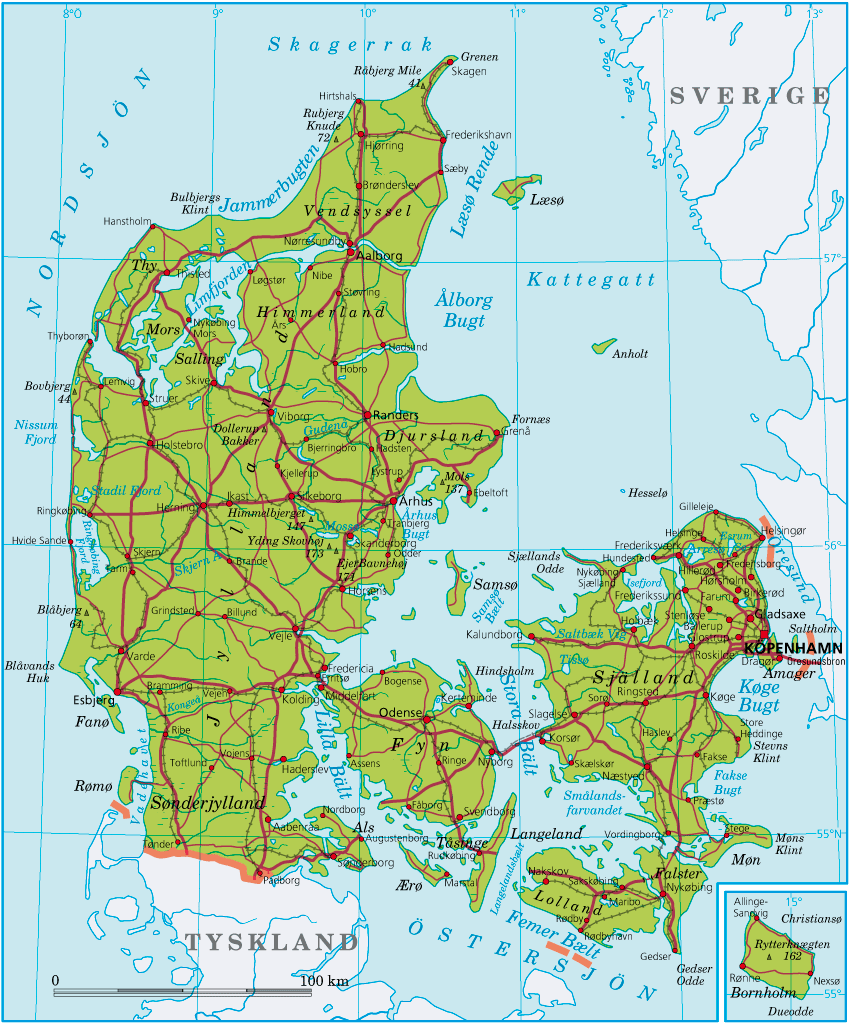 8°O
9°
10°
11°
12°
13°
Skagerrak
Grenen
Skagen
Råbjerg Mile
41
SVERIGE
NORDSJÖN
Hirtshals
Rubjerg
Knude
72
Hjørring
Frederikshavn
Sæby
Læsø Rende
Læsø
Jammerbugten
Brønderslev
Bulbjergs
Klint
Vendsyssel
Hanstholm
Nørresundby
Aalborg
57°
Thy
Thisted
Limfjorden
Løgstør
Nibe
Støvring
Kattegatt
Ålborg
Bugt
Himmerland
Års
Mors
Nykøbing
Mors
Thyborøn
Salling
Hadsund
Hobro
Anholt
Bovbjerg
44
Lemvig
Skive
Struer
Viborg
Randers
Fornæs
Grenå
Nissum
Fjord
Dollerup
Bakker
Gudenå
Djursland
Holstebro
Bjerringbro
Hadsten
Kjellerup
Lystrup
Mols
137
Ebeltoft
Hesselø
Stadil Fjord
Ringkøbing
Herning
Ikast
Silkeborg
Århus
Århus
Bugt
Himmelbjerget
147
Mossø
Tranbjerg
Gilleleje
Helsingør
Hvide Sande
Ringkøbing
Fjord
Yding Skovhøj
173
Skanderborg
Odder
Ejer Bavnehøj
171
56°
Skjern
Tarm
Skjern Å
Brande
Horsens
Samsø
Samsø
Bælt
Sjællands
Odde
Helsinge
Esrum
Frederiksværk
Arresø
Hundested
Fredensborg
Øresund
Nykøbing
Sjælland
Isefjord
Hillerød
Hørsholm
Birkerød
Frederikssund
Farum
Blåbjerg
64
Grindsted
Billund
Vejle
Jylland
Stenløse
Gladsaxe
Ballerup
Saltholm
Holbæk
Glostrup
Kalundborg
Saltbæk Vig
KÖPENHAMN
Roskilde
Dragør
Øresundsbron
Amager
Varde
Blåvands
Huk
Tissø
Sjælland
Fredericia
Erritsø
Middelfart
Bogense
Hindsholm
Kerteminde
Esbjerg
Bramming
Vejen
Kolding
Kongeå
Fanø
Ribe
Odense
Stora
Bält
Halsskov
Slagelse
Sorø
Ringsted
Køge
Køge
Bugt
Store
Heddinge
Stevns
Klint
Haslev
Korsør
Fyn
Nyborg
Vadehavet
Toftlund
Vojens
Haderslev
Lilla
Bält
Assens
Ringe
Skælskør
Næstved
Fakse
Fakse
Bugt
Rømø
Sønderjylland
Nordborg
Fåborg
Svendborg
Smålands-
farvandet
Præstø
Aabenraa
Als
Augustenborg
Tåsinge
Langeland
Vordingborg
Stege
55°N
Møns
Klint
Møn
Tønder
Sønderborg
Rudkøbing
Padborg
Ærø
Marstal
Langelandsbælt
Nakskov
Sakskøbing
Falster
Nykøbing
Maribo
Lolland
Rødby
Rødbyhavn
Femer Bælt
ÖSTERSJÖN
Gedser
Gedser
Odde
TYSKLAND
0
100 km
15°
Allinge-
Sandvig
Christiansø
Rytterknægten
162
Rønne
Nexsø
Bornholm
55°
Dueodde